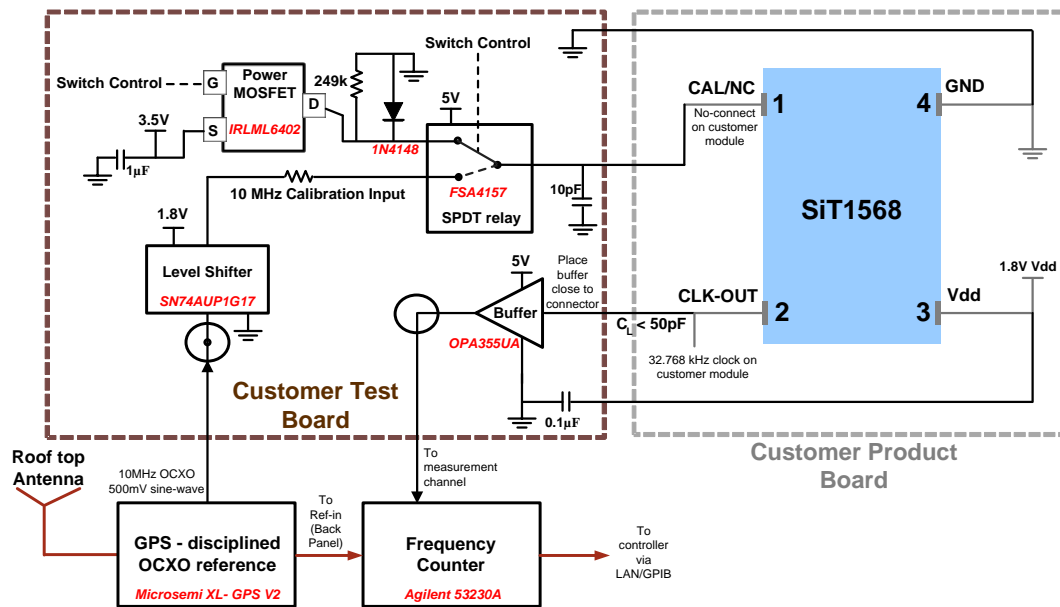 Switch Control
Switch Control
G
Power
MOSFET
D
249k
5V
3.5V
S
IRLML6402
1N4148
1µF
10 MHz Calibration Input
FSA4157
SPDT relay
10pF
CAL/NC
No-connect
on customer
module
1
4
GND
SiT1568
1.8V
Level Shifter
SN74AUP1G17
5V
Buffer
OPA355UA
Place
buffer
close to
connector
CLK-OUT
CL < 50pF
2
3
Vdd
1.8V Vdd
32.768 kHz clock on
customer module
0.1µF
Customer Test
Board
Customer Product
Board
Roof top
Antenna
10MHz OCXO
500mV sine-wave
To
measurement
channel
GPS - disciplined
OCXO reference
Microsemi XL- GPS V2
To
Ref-in
(Back
Panel)
Frequency
Counter
Agilent 53230A
To
controller
via
LAN/GPIB